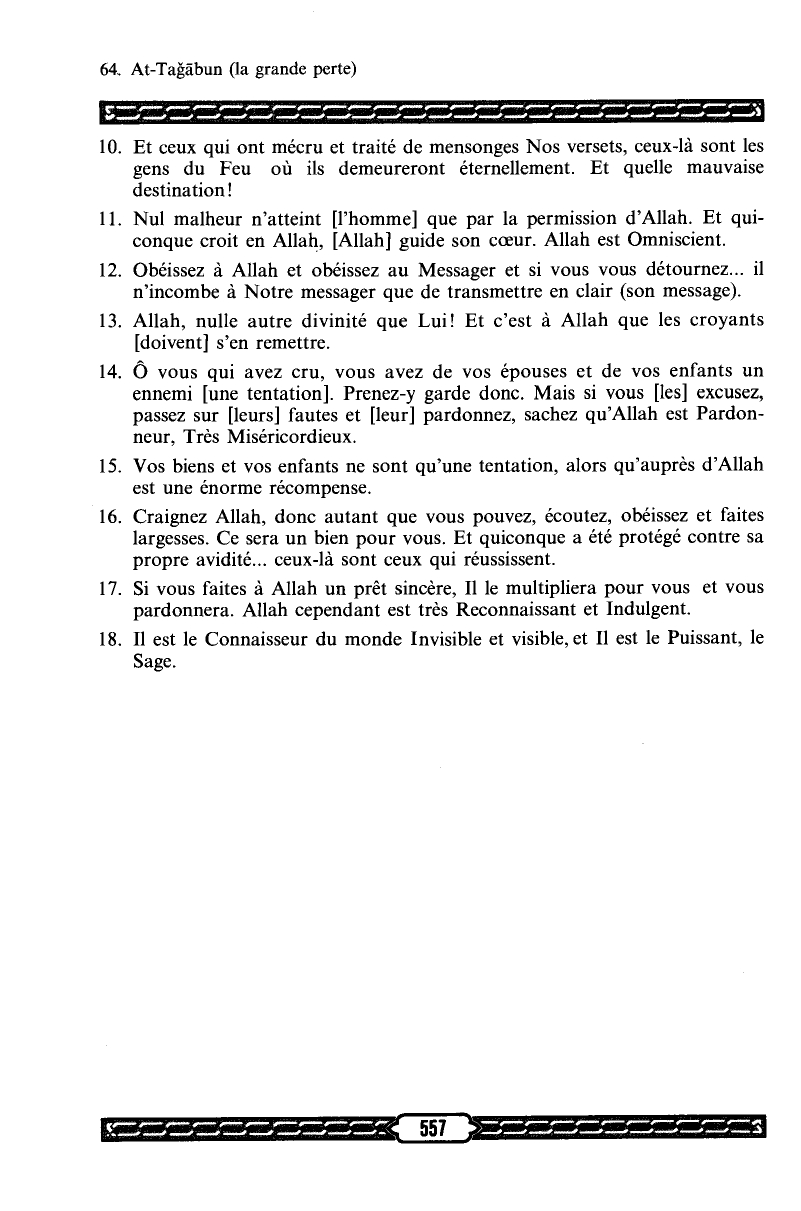 64. At-Taǧābun (la grande perte)
10. Et ceux qui ont mécru et traité de mensonges Nos versets, ceux-là sont les
gens du Feu où ils demeureront éternellement. Et quelle mauvaise
destination!
11. Nul malheur n'atteint [l'homme] que par la permission d'Allah. Et qui-
conque croit en Allah, [Allah] guide son cœur. Allah est Omniscient.
12. Obéissez à Allah et obéissez au Messager et si vous vous détournez... il
n'incombe à Notre messager que de transmettre en clair (son message).
13. Allah, nulle autre divinité que Lui! Et c'est à Allah que les croyants
[doivent] s'en remettre.
14. Ô vous qui avez cru, vous avez de vos épouses et de vos enfants un
ennemi [une tentation]. Prenez-y garde donc. Mais si vous [les] excusez,
passez sur [leurs] fautes et [leur] pardonnez, sachez qu'Allah est Pardon-
neur, Très Miséricordieux.
15. Vos biens et vos enfants ne sont qu'une tentation, alors qu'auprès d'Allah
est une énorme récompense.
16. Craignez Allah, donc autant que vous pouvez, écoutez, obéissez et faites
largesses. Ce sera un bien pour vous. Et quiconque a été protégé contre sa
propre avidité... ceux-là sont ceux qui réussissent.
17. Si vous faites à Allah un prêt sincère, Il le multipliera pour vous et vous
pardonnera. Allah cependant est très Reconnaissant et Indulgent.
18. Il est le Connaisseur du monde Invisible et visible, et Il est le Puissant, le
Sage.
557